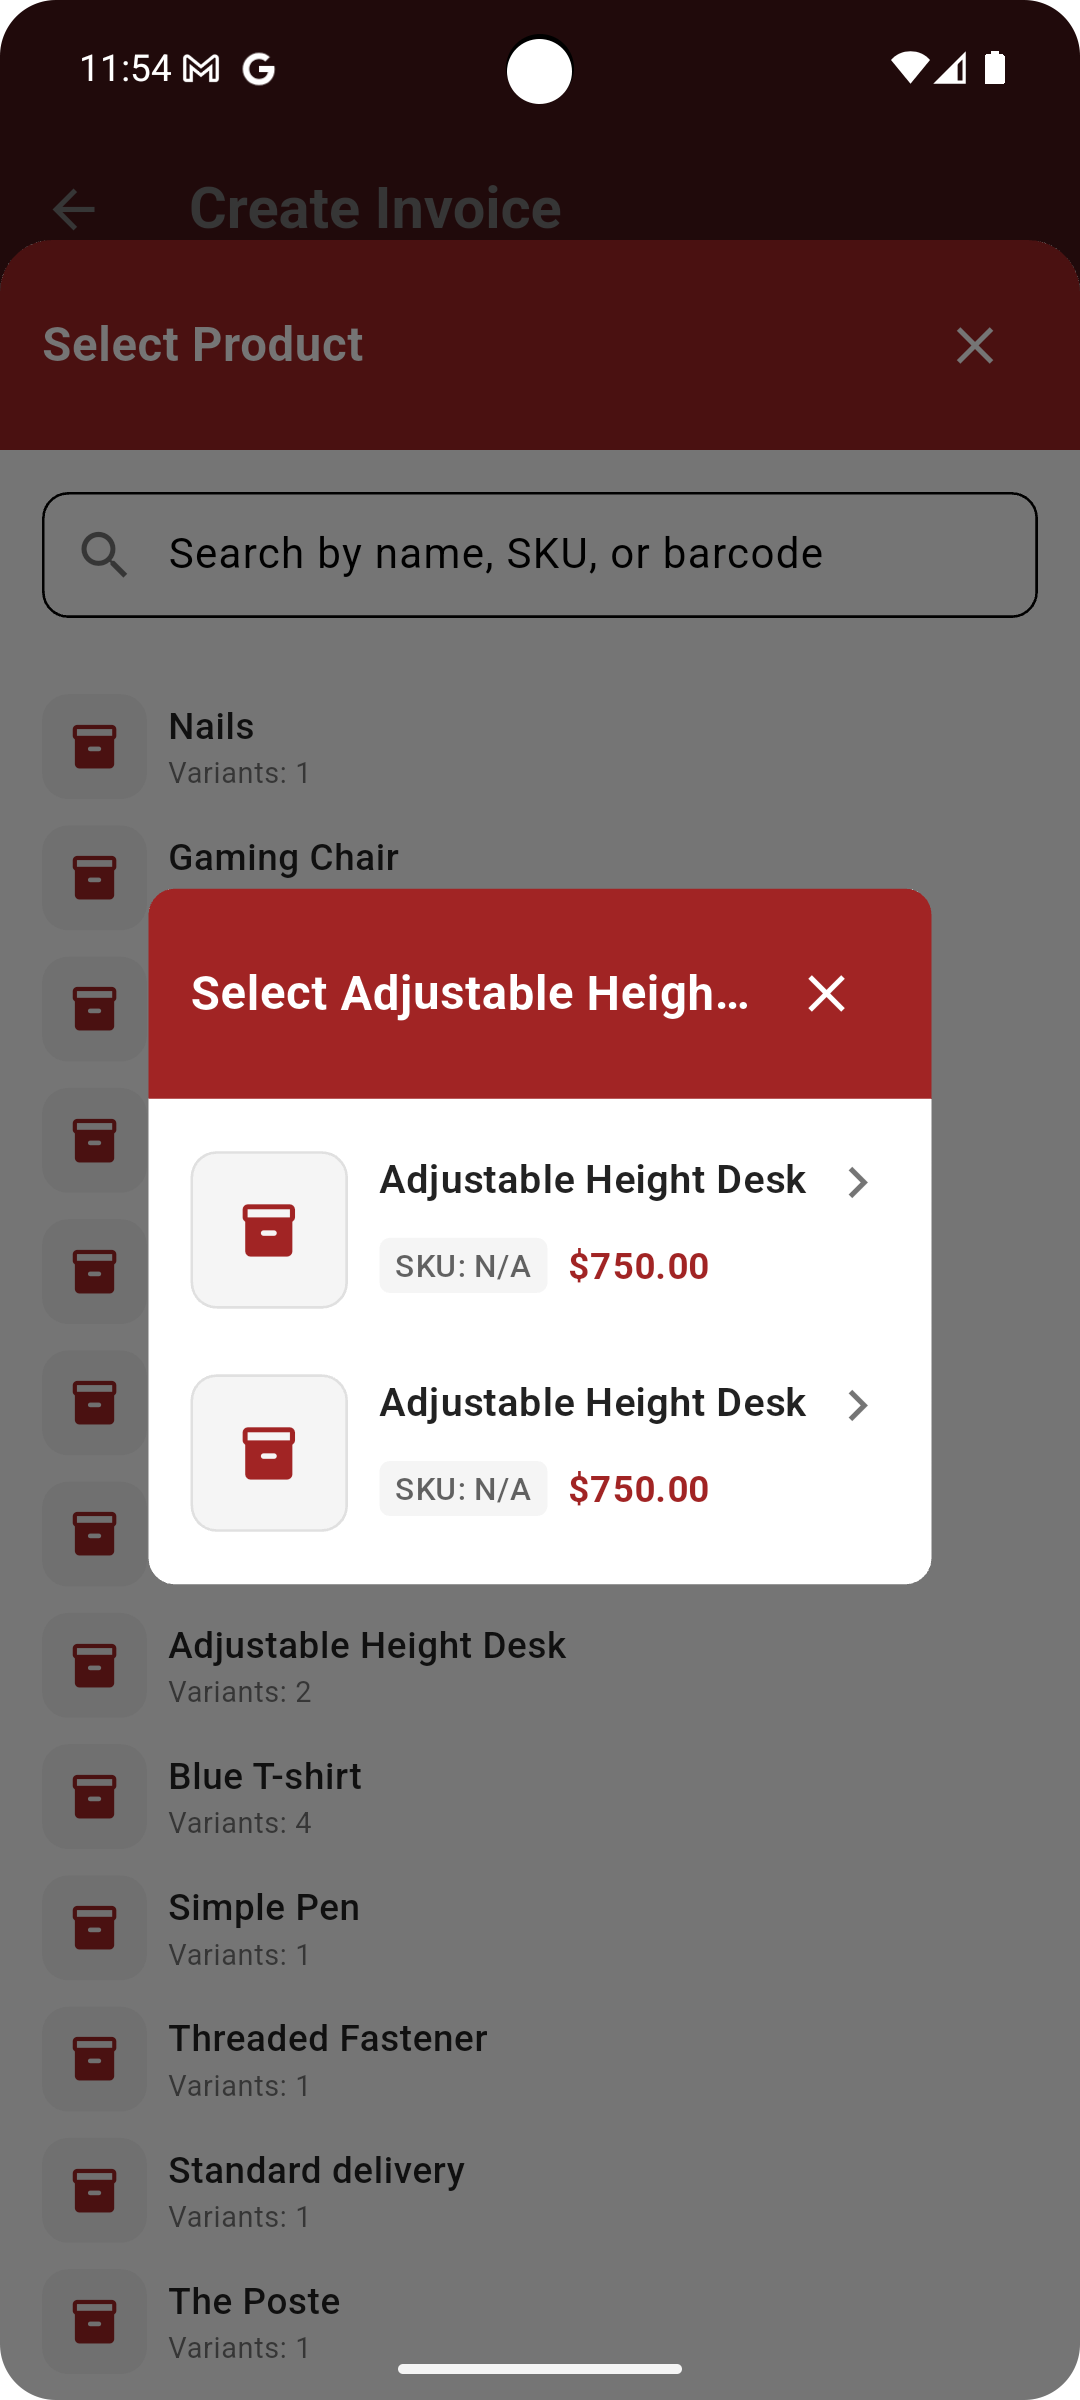 11:54
Create Invoice
Select Product
Search by name, SKU, or barcode
Nails
Variants: 1
Gaming Chair
Select Adjustable Heigh...
Adjustable Height Desk
SKU: N/A $750.00
Adjustable Height Desk
SKU: N/A $750.00
Adjustable Height Desk
Variants: 2
Blue T-shirt
Variants: 4
Simple Pen
Variants: 1
Threaded Fastener
Variants: 1
Standard delivery
Variants: 1
The Poste
Variants: 1